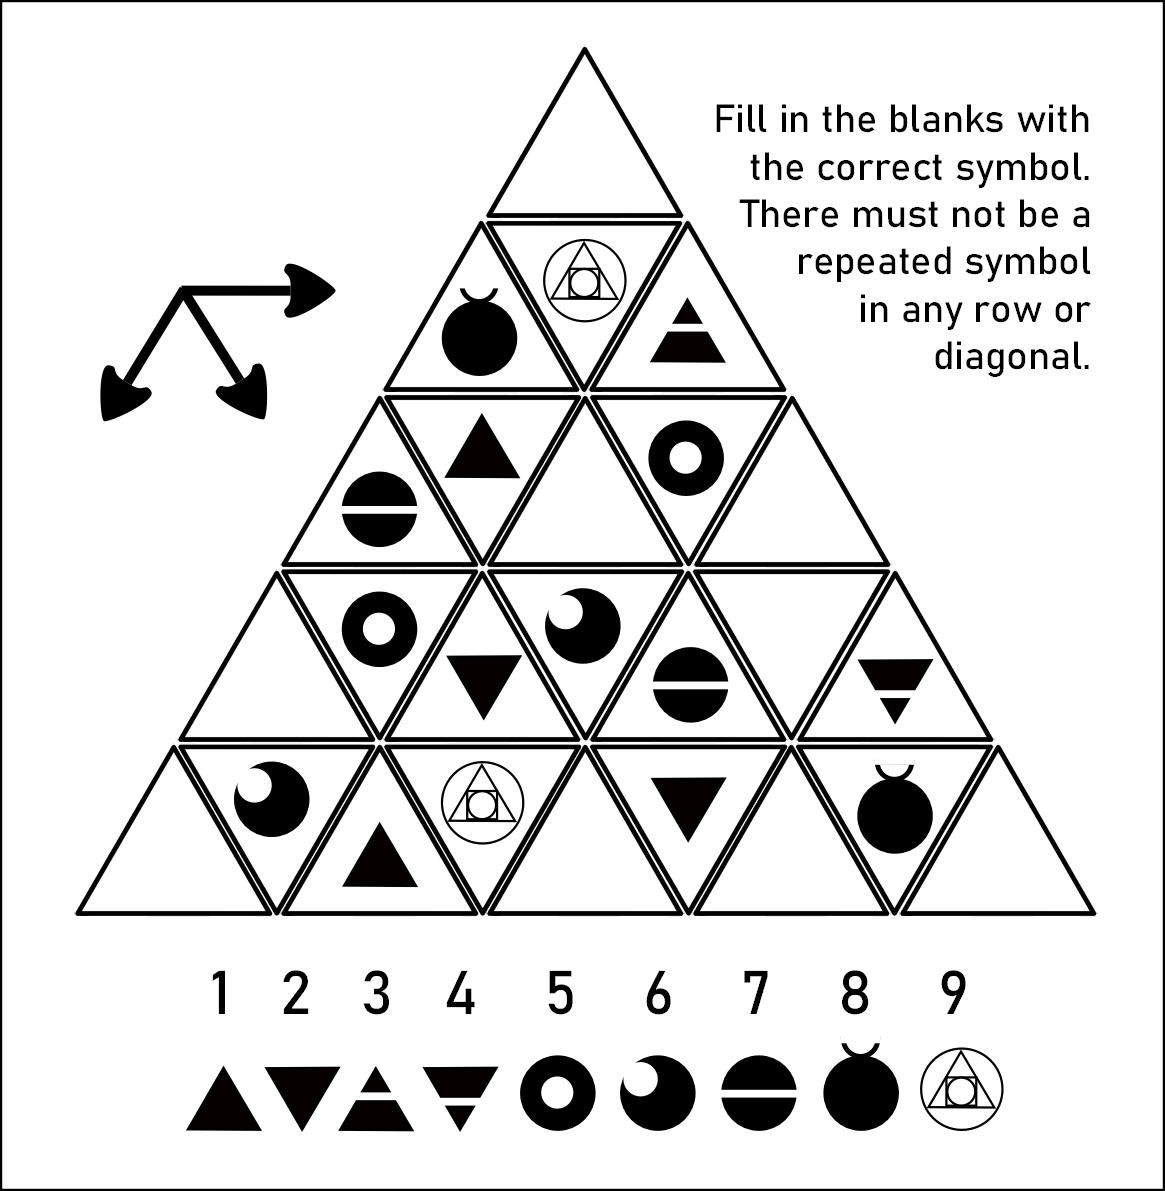 Fill in the blanks with
the correct symbol.
There must not be a
repeated symbol
in any row or
diagonal.
1 2 3 4 5 6 7 8 9